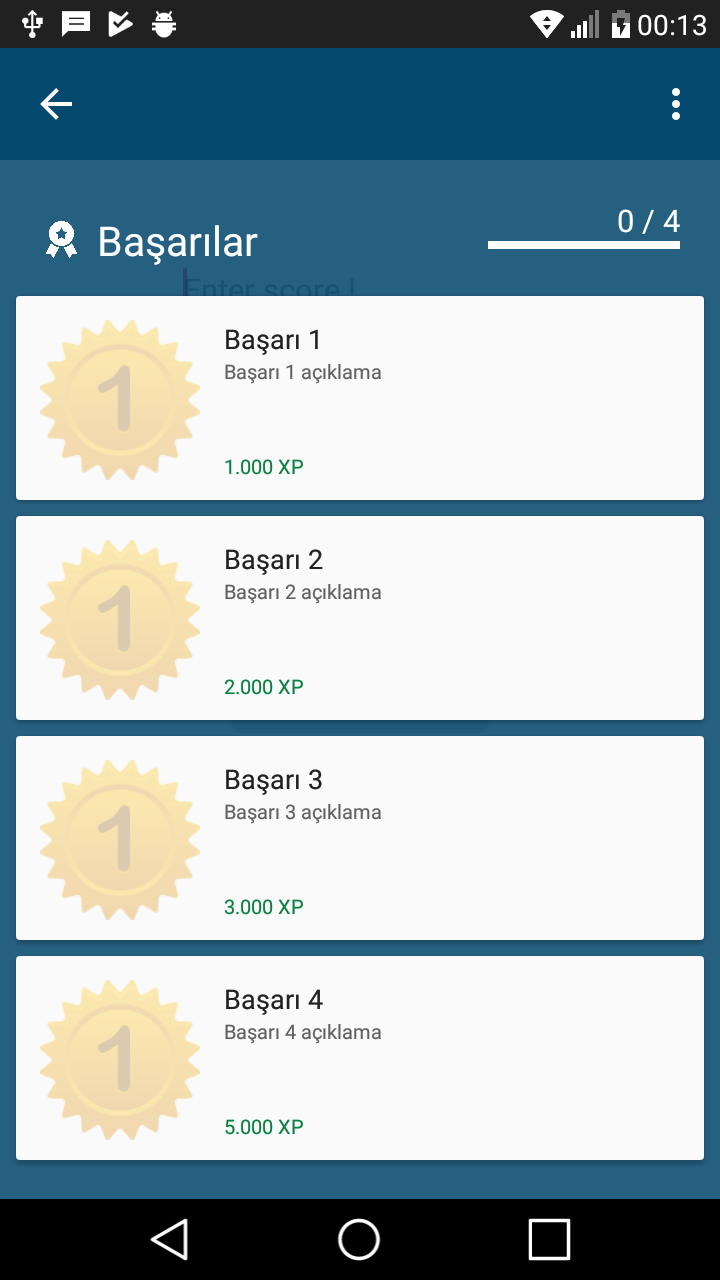 00:13
0 / 4
Başarılar
Enter score !
1
Başarı 1
Başarı 1 açıklama
1.000 XP
1
Başarı 2
Başarı 2 açıklama
2.000 XP
1
Başarı 3
Başarı 3 açıklama
3.000 XP
1
Başarı 4
Başarı 4 açıklama
5.000 XP